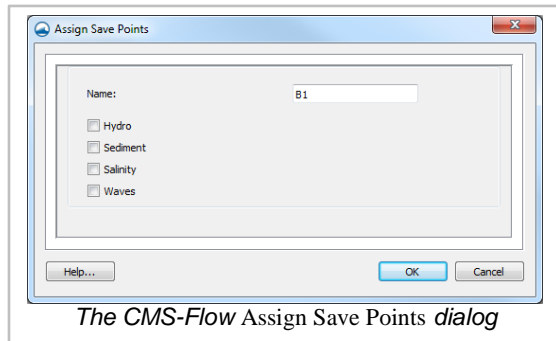 Assign Save Points
Name: B1
Hydro
Sediment
Salinity
Waves
Help... OK Cancel
The CMS-Flow Assign Save Points dialog